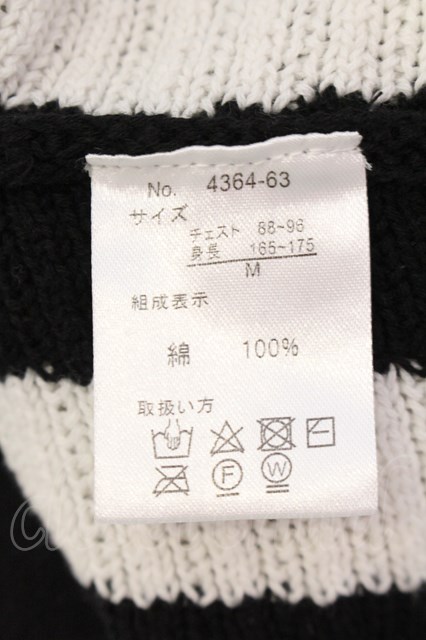 No. 4364-63
サイズ
チェスト 88~96
身長 165~175
M
組成表示
綿 100%
取扱い方
F
W